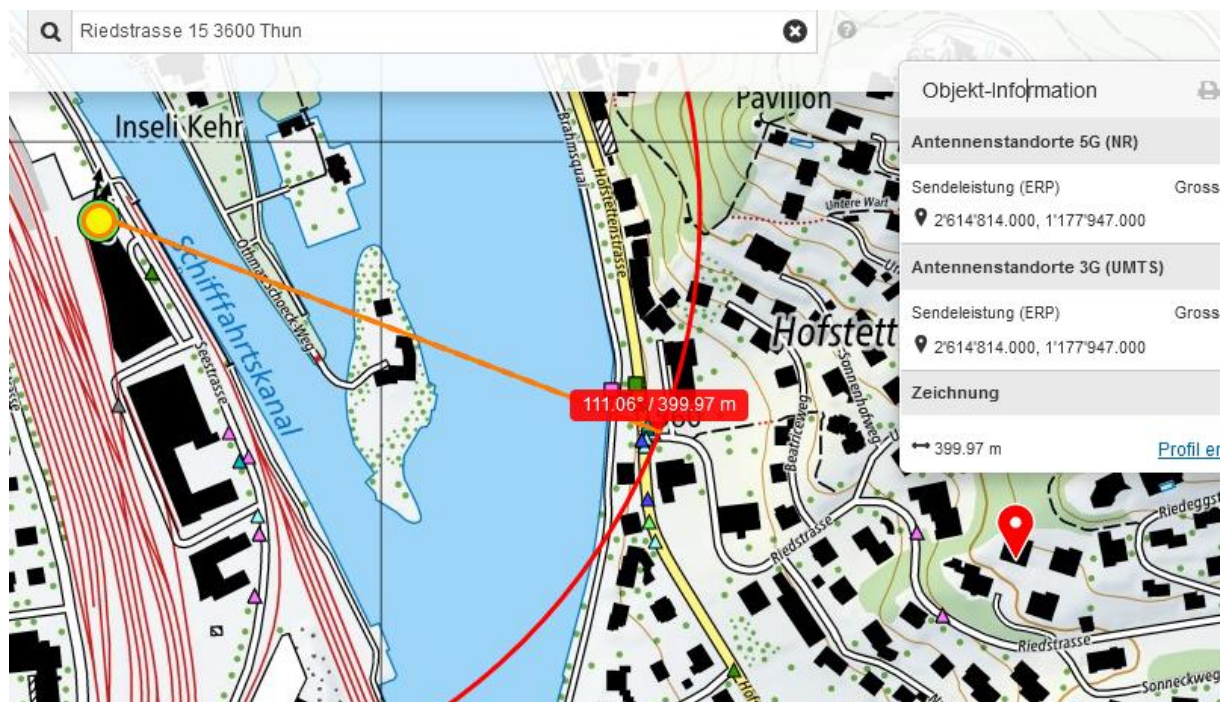 Riedstrasse 15 3600 Thun
Objekt-Information
Antennenstandorte 5G (NR)
Sendeleistung (ERP) Gross
2'614'814.000, 1'177'947.000
Antennenstandorte 3G (UMTS)
Sendeleistung (ERP) Gross
2'614'814.000, 1'177'947.000
Zeichnung
399.97 m Profil er
Pavillon
Inseli Kehr
Brahmsquai
Hofstettenstrasse
Untere Wart
Othmar-Schoeck-Weg
Schifffahrtskanal
Seestrasse
Hofstett
Sonnenhofweg
111.06° / 399.97 m
Beatriceweg
Riedstrasse
Riedeggs
Riedstrasse
Sonneckweg
Hof